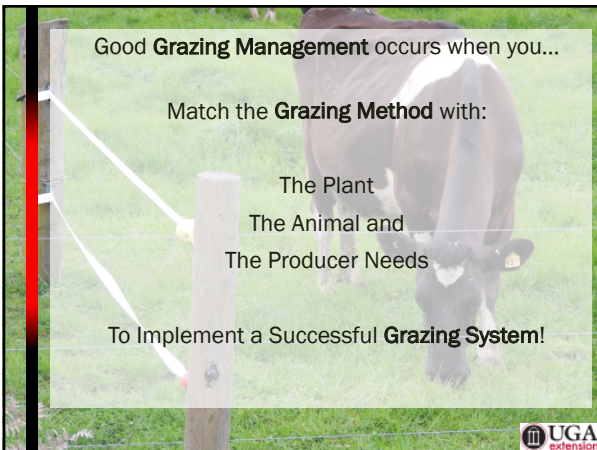 Good Grazing Management occurs when you...
Match the Grazing Method with:
The Plant
The Animal and
The Producer Needs
To Implement a Successful Grazing System!
UGA
extension